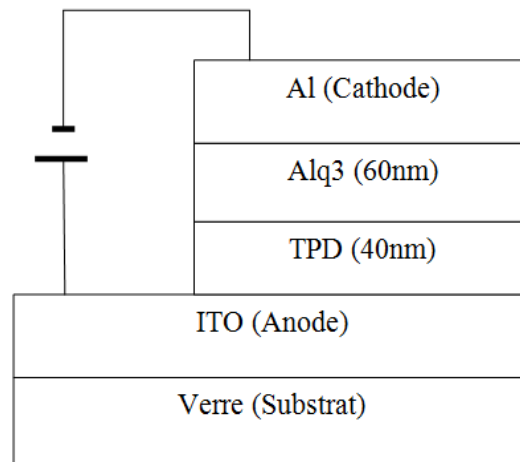 Al (Cathode)
Alq3 (60nm)
TPD (40nm)
ITO (Anode)
Verre (Substrat)